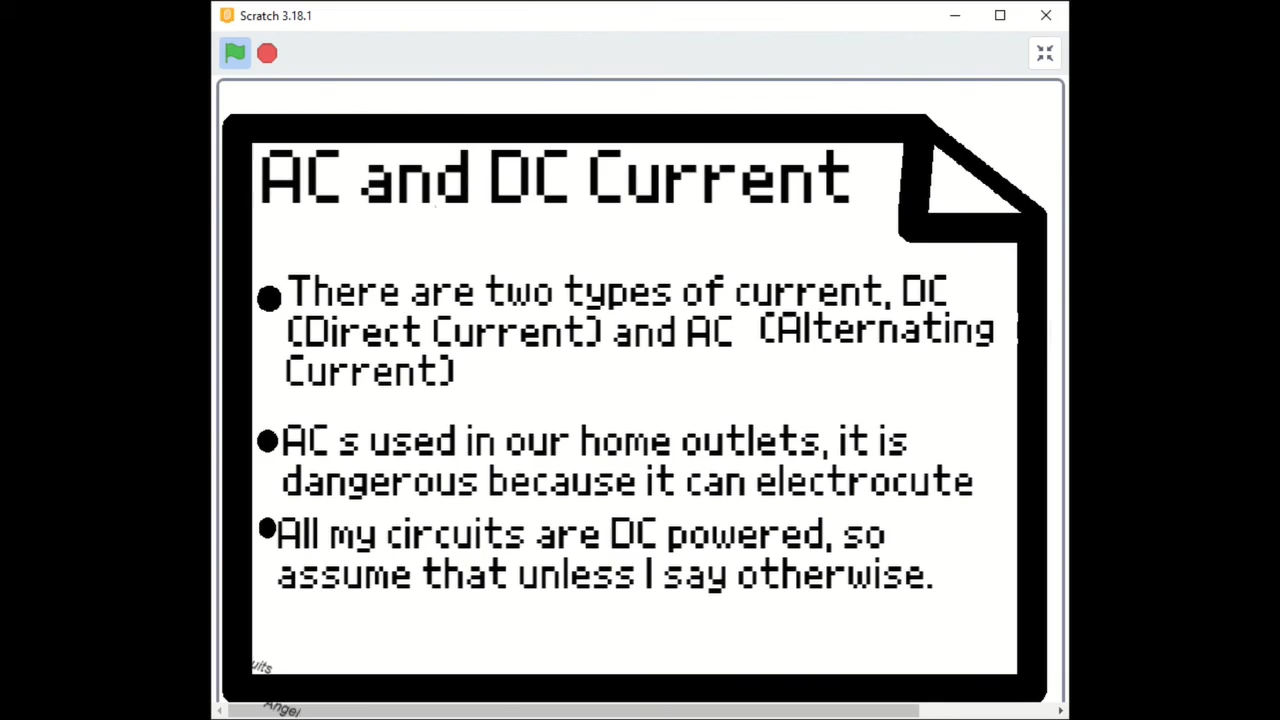 Scratch 3.18.1
AC and DC Current
There are two types of current, DC
(Direct Current) and AC (Alternating
Current)
AC s used in our home outlets, it is
dangerous because it can electrocute
All my circuits are DC powered, so
assume that unless I say otherwise.
uits
Angel